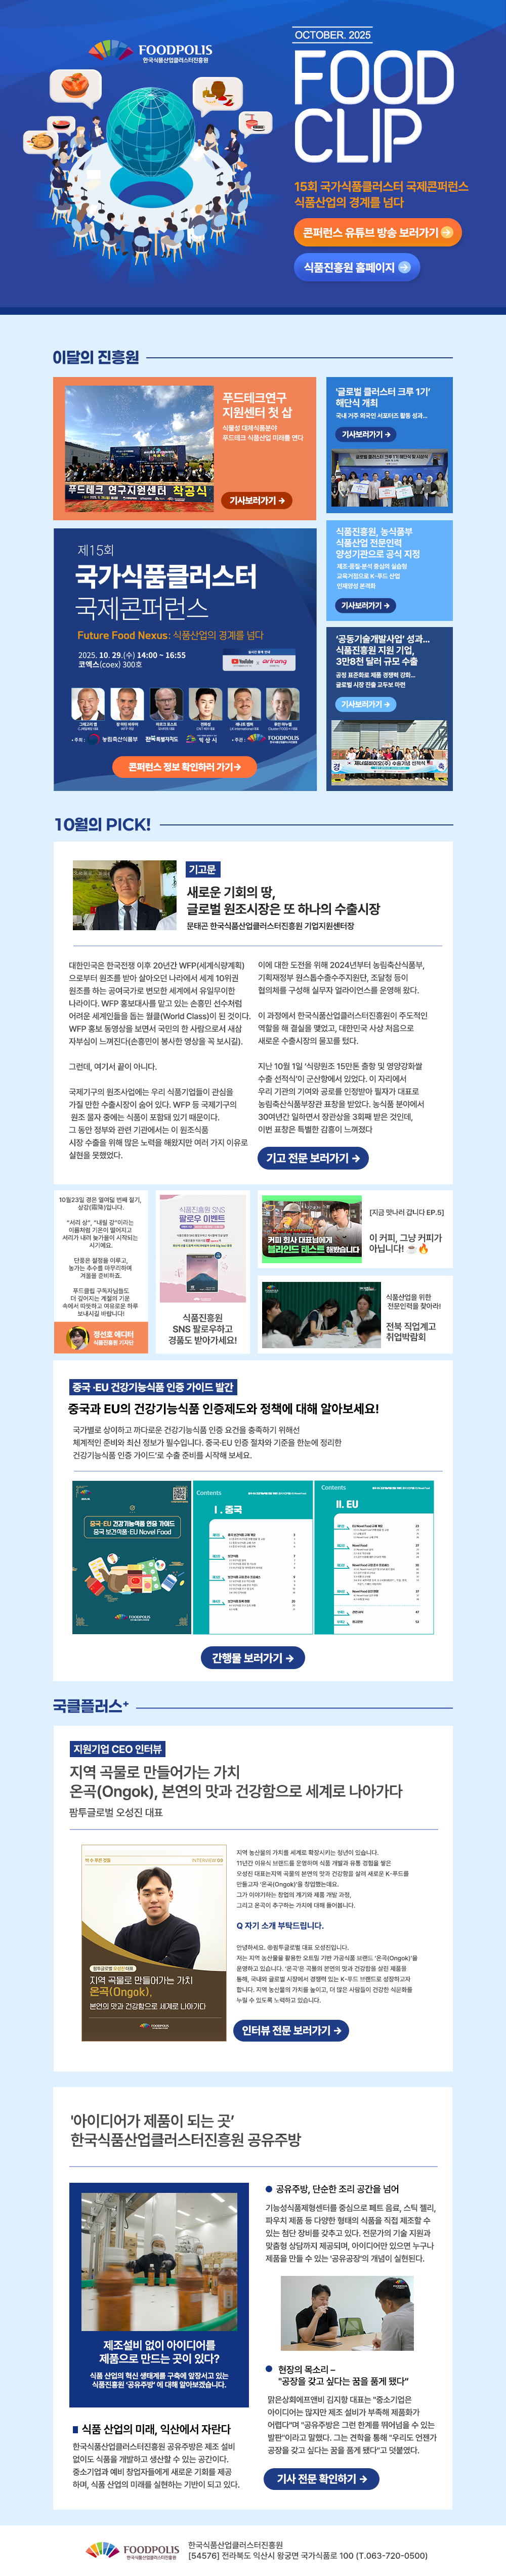 FOODPOLIS
한국식품산업클러스터진흥원
OCTOBER. 2025
FOOD
CLIP
15회 국가식품클러스터 국제콘퍼런스
식품산업의 경계를 넘다
콘퍼런스 유튜브 방송 보러가기
식품진흥원 홈페이지
이달의 진흥원
푸드테크연구
지원센터 첫 삽
식물성 대체식품분야
푸드테크 식품산업 미래를 연다
푸드테크 연구지원센터 착공식
기사보러가기 →
'글로벌 클러스터 크루 1기'
해단식 개최
국내 거주 외국인 서포터즈 활동 성과...
기사보러가기 →
제15회
국가식품클러스터
국제콘퍼런스
Future Food Nexus: 식품산업의 경계를 넘다
2025. 10. 29.(수) 14:00 ~ 16:55
코엑스(coex) 300호
YouTube
arirang
농림축산식품부
전북특별자치도
익산시
FOODPOLIS
콘퍼런스 정보 확인하러 가기→
식품진흥원, 농식품부
식품산업 전문인력
양성기관으로 공식 지정
제조·품질·분석 중심의 실습형
교육거점으로 K-푸드 산업
인재양성 본격화
기사보러가기 →
'공동기술개발사업' 성과...
식품진흥원 지원 기업,
3만8천 달러 규모 수출
공정 표준화로 제품 경쟁력 강화...
글로벌 시장 진출 교두보 마련
기사보러가기 →
10월의 PICK!
기고문
새로운 기회의 땅,
글로벌 원조시장은 또 하나의 수출시장
문태곤 한국식품산업클러스터진흥원 기업지원센터장
대한민국은 한국전쟁 이후 20년간 WFP(세계식량계획)
으로부터 원조를 받아 살아오던 나라에서 세계 10위권
원조를 하는 공여국가로 변모한 세계에서 유일무이한
나라이다. WFP 홍보대사를 맡고 있는 손흥민 선수처럼
어려운 세계인들을 돕는 월클(World Class)이 된 것이다.
WFP 홍보 동영상을 보면서 국민의 한 사람으로서 새삼
자부심이 느껴진다(손흥민이 봉사한 영상을 꼭 보시길).
그런데, 여기서 끝이 아니다.
국제기구의 원조사업에는 우리 식품기업들이 관심을
가질 만한 수출시장이 숨어 있다. WFP 등 국제기구의
원조 물자 중에는 식품이 포함돼 있기 때문이다.
그 동안 정부와 관련 기관에서는 이 원조식품
시장 수출을 위해 많은 노력을 해왔지만 여러 가지 이유로
실현을 못했었다.
이에 대한 도전을 위해 2024년부터 농림축산식품부,
기획재정부 원스톱수출수주지원단, 조달청 등이
협의체를 구성해 실무자 얼라이언스를 운영해 왔다.
이 과정에서 한국식품산업클러스터진흥원이 주도적인
역할을 해 결실을 맺었고, 대한민국 사상 처음으로
새로운 수출시장의 물꼬를 텄다.
지난 10월 1일 '식량원조 15만톤 출항 및 영양강화쌀
수출 선적식'이 군산항에서 있었다. 이 자리에서
우리 기관의 기여와 공로를 인정받아 필자가 대표로
농림축산식품부장관 표창을 받았다. 농식품 분야에서
30여년간 일하면서 장관상을 3회째 받은 것인데,
이번 표창은 특별한 감흥이 느껴졌다
기고 전문 보러가기 →
10월23일 경은 열여덟 번째 절기,
상강(霜降)입니다.
"서리 상", "내릴 강"이라는
이름처럼 기온이 떨어지고
서리가 내려 늦가을이 시작되는
시기예요.
단풍은 절정을 이루고,
농가는 추수를 마무리하며
겨울을 준비하죠.
푸드클립 구독자님들도
더 깊어지는 계절의 기운
속에서 따뜻하고 여유로운 하루
보내시길 바랍니다!
정선호 에디터
식품진흥원 기자단
식품진흥원 SNS
팔로우 이벤트
식품진흥원
SNS 팔로우하고
경품도 받아가세요!
커피 회사 대표님에게
블라인드 테스트 해봤습니다
[지금 맛나러 갑니다 EP.5]
이 커피, 그냥 커피가
아닙니다! ☕🔥
식품산업을 위한
전문인력을 찾아라!
전북 직업계고
취업박람회
중국·EU 건강기능식품 인증 가이드 발간
중국과 EU의 건강기능식품 인증제도와 정책에 대해 알아보세요!
국가별로 상이하고 까다로운 건강기능식품 인증 요건을 충족하기 위해선
체계적인 준비와 최신 정보가 필수입니다. 중국·EU 인증 절차와 기준을 한눈에 정리한
건강기능식품 인증 가이드'로 수출 준비를 시작해 보세요.
중국·EU 건강기능식품 인증 가이드
중국 보건식품·EU Novel Food
FOODPOLIS
Contents
I. 중국
Contents
II. EU
간행물 보러가기 →
국클플러스+
지원기업 CEO 인터뷰
지역 곡물로 만들어가는 가치
온곡(Ongok), 본연의 맛과 건강함으로 세계로 나아가다
팜투글로벌 오성진 대표
INTERVIEW 09
팜투글로벌 오성진 대표
지역 곡물로 만들어가는 가치
온곡(Ongok),
본연의 맛과 건강함으로 세계로 나아가다
FOODPOLIS
지역 농산물의 가치를 세계로 확장시키는 청년이 있습니다.
11년간 이유식 브랜드를 운영하며 식품 개발과 유통 경험을 쌓은
오성진 대표는지역 곡물의 본연의 맛과 건강함을 살려 새로운 K-푸드를
만들고자 '온곡(Ongok)'을 창업했는데요.
그가 이야기하는 창업의 계기와 제품 개발 과정,
그리고 온곡이 추구하는 가치에 대해 들어봅니다.
Q 자기 소개 부탁드립니다.
안녕하세요. ㈜팜투글로벌 대표 오성진입니다.
저는 지역 농산물을 활용한 오트밀 기반 가공식품 브랜드 '온곡(Ongok)'을
운영하고 있습니다. '온곡'은 곡물의 본연의 맛과 건강함을 살린 제품을
통해, 국내와 글로벌 시장에서 경쟁력 있는 K-푸드 브랜드로 성장하고자
합니다. 지역 농산물의 가치를 높이고, 더 많은 사람들이 건강한 식문화를
누릴 수 있도록 노력하고 있습니다.
인터뷰 전문 보러가기 →
'아이디어가 제품이 되는 곳'
한국식품산업클러스터진흥원 공유주방
제조설비 없이 아이디어를
제품으로 만드는 곳이 있다?
식품 산업의 혁신 생태계를 구축에 앞장서고 있는
식품진흥원 '공유주방' 에 대해 알아보겠습니다.
식품 산업의 미래, 익산에서 자란다
한국식품산업클러스터진흥원 공유주방은 제조 설비
없이도 식품을 개발하고 생산할 수 있는 공간이다.
중소기업과 예비 창업자들에게 새로운 기회를 제공
하며, 식품 산업의 미래를 실현하는 기반이 되고 있다.
공유주방, 단순한 조리 공간을 넘어
기능성식품제형센터를 중심으로 페트 음료, 스틱 젤리,
파우치 제품 등 다양한 형태의 식품을 직접 제조할 수
있는 첨단 장비를 갖추고 있다. 전문가의 기술 지원과
맞춤형 상담까지 제공되며, 아이디어만 있으면 누구나
제품을 만들 수 있는 '공유공장'의 개념이 실현된다.
현장의 목소리 –
"공장을 갖고 싶다는 꿈을 품게 됐다"
맑은상회에프앤비 김지항 대표는 "중소기업은
아이디어는 많지만 제조 설비가 부족해 제품화가
어렵다"며 "공유주방은 그런 한계를 뛰어넘을 수 있는
발판"이라고 말했다. 그는 견학을 통해 "우리도 언젠가
공장을 갖고 싶다는 꿈을 품게 됐다"고 덧붙였다.
기사 전문 확인하기 →
FOODPOLIS
한국식품산업클러스터진흥원
한국식품산업클러스터진흥원
[54576] 전라북도 익산시 왕궁면 국가식품로 100 (T.063-720-0500)